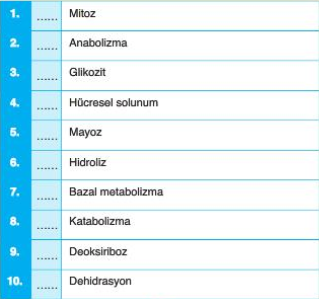 1. ...... Mitoz
2. ...... Anabolizma
3. ...... Glikozit
4. ...... Hücresel solunum
5. ...... Mayoz
6. ...... Hidroliz
7. ...... Bazal metabolizma
8. ...... Katabolizma
9. ...... Deoksiriboz
10. ...... Dehidrasyon